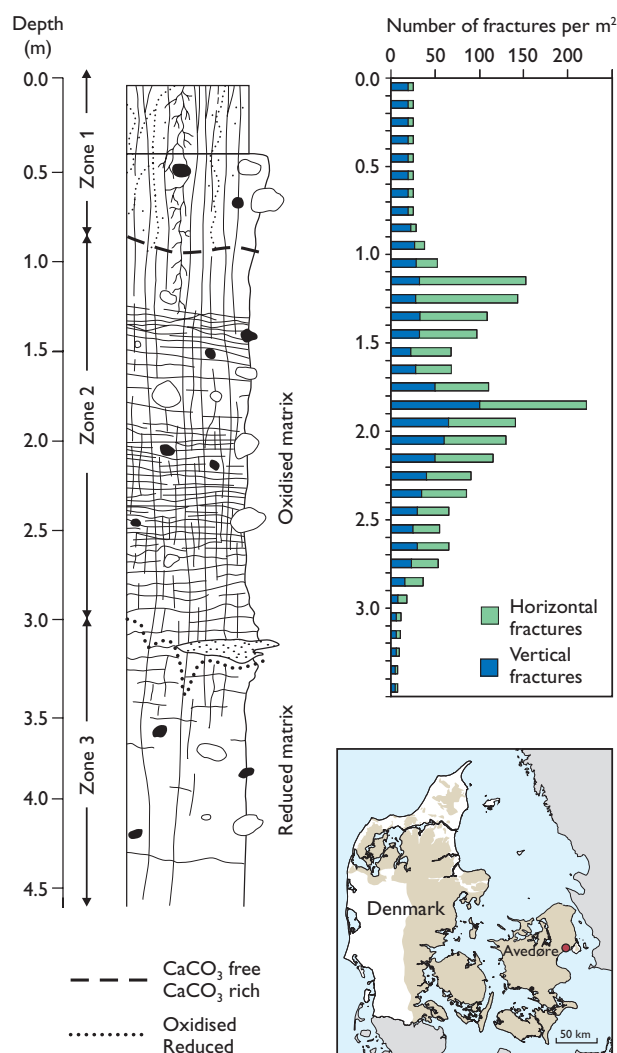 Depth
(m)
0.0
0.5
1.0
1.5
2.0
2.5
3.0
3.5
4.0
4.5
Zone 1
Zone 2
Zone 3
Oxidised matrix
Reduced matrix
CaCO₃ free
CaCO₃ rich
Oxidised
Reduced
Number of fractures per m²
0 50 100 150 200
0.0
0.5
1.0
1.5
2.0
2.5
3.0
Horizontal
fractures
Vertical
fractures
Denmark
Avedøre
50 km